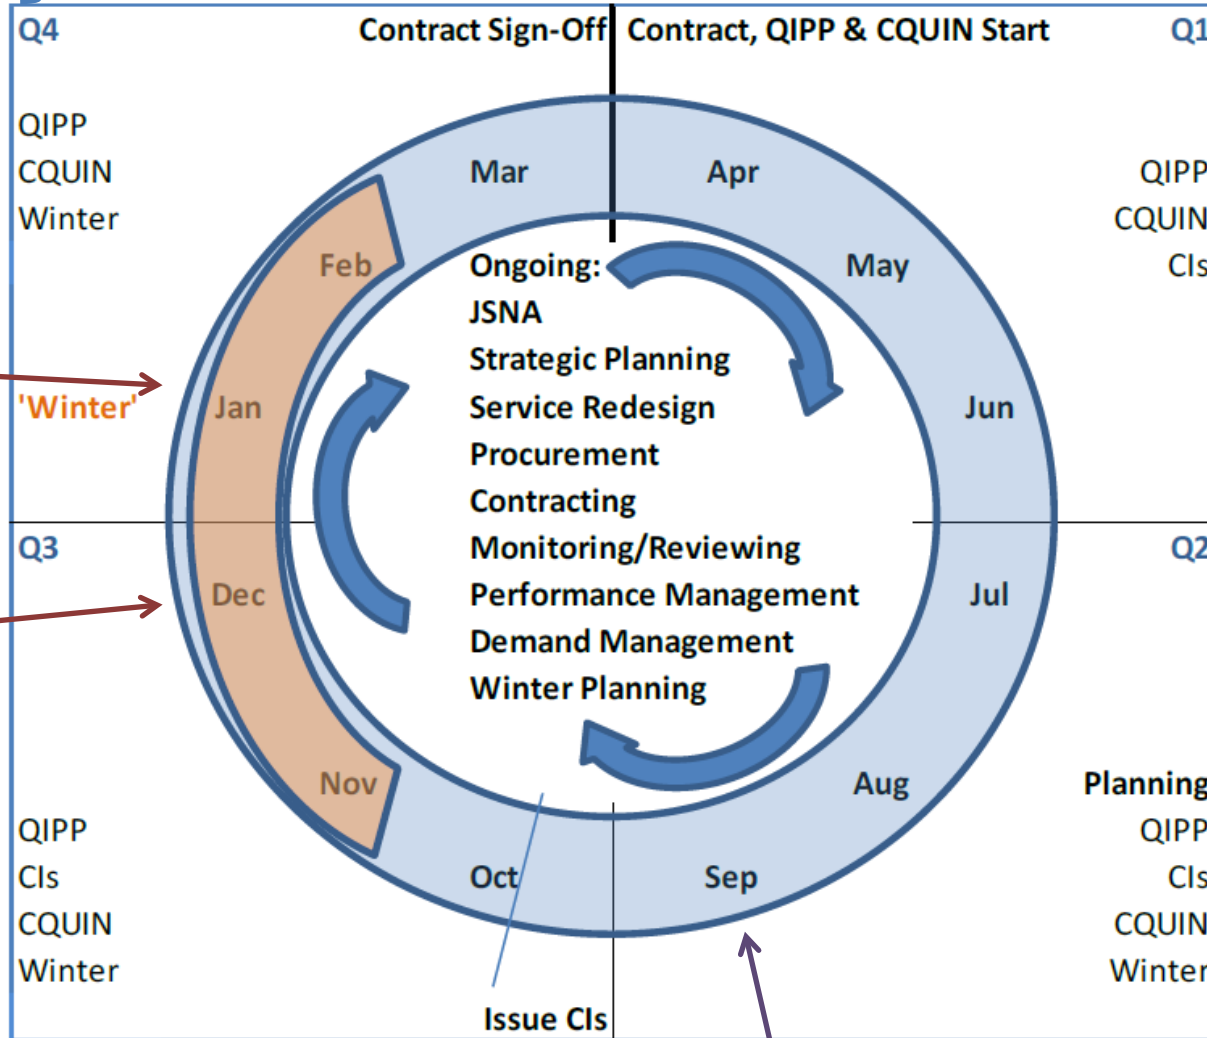 Q4
Contract Sign-Off
Contract, QIPP & CQUIN Start
Q1
QIPP
CQUIN
Winter
QIPP
CQUIN
CIs
Mar
Apr
Feb
May
Jan
Jun
'Winter'
Ongoing:
JSNA
Strategic Planning
Service Redesign
Procurement
Contracting
Monitoring/Reviewing
Performance Management
Demand Management
Winter Planning
Q3
Q2
Dec
Jul
Nov
Aug
Oct
Sep
QIPP
CIs
CQUIN
Winter
Planning
QIPP
CIs
CQUIN
Winter
Issue CIs